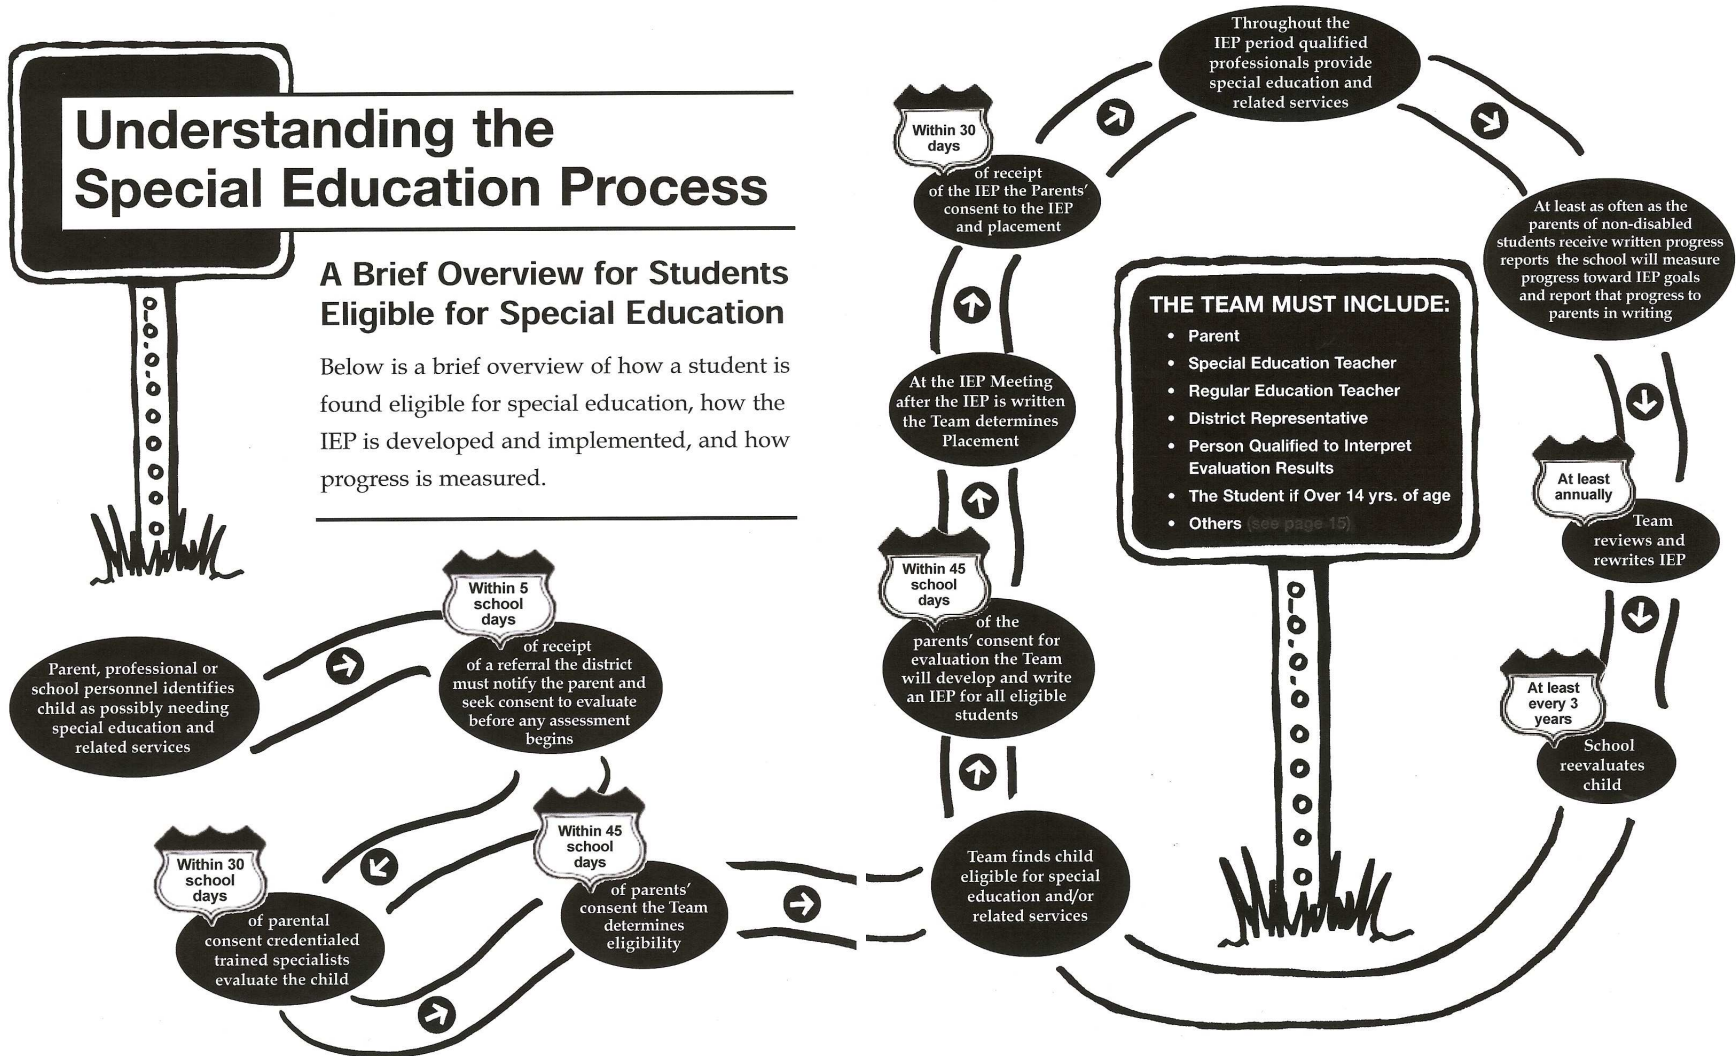 Understanding the
Special Education Process
A Brief Overview for Students
Eligible for Special Education
Below is a brief overview of how a student is
found eligible for special education, how the
IEP is developed and implemented, and how
progress is measured.
Parent, professional or
school personnel identifies
child as possibly needing
special education and
related services
Within 5
school
days
of receipt
of a referral the district
must notify the parent and
seek consent to evaluate
before any assessment
begins
Within 30
school
days
of parental
consent credentialed
trained specialists
evaluate the child
Within 45
school
days
of parents'
consent the Team
determines
eligibility
Team finds child
eligible for special
education and/or
related services
Within 45
school
days
of the
parents' consent for
evaluation the Team
will develop and write
an IEP for all eligible
students
At the IEP Meeting
after the IEP is written
the Team determines
Placement
Within 30
days
of receipt
of the IEP the Parents'
consent to the IEP
and placement
Throughout the
IEP period qualified
professionals provide
special education and
related services
At least as often as the
parents of non-disabled
students receive written progress
reports the school will measure
progress toward IEP goals
and report that progress to
parents in writing
At least
annually
Team
reviews and
rewrites IEP
At least
every 3
years
School
reevaluates
child
THE TEAM MUST INCLUDE:
• Parent
• Special Education Teacher
• Regular Education Teacher
• District Representative
• Person Qualified to Interpret
Evaluation Results
• The Student if Over 14 yrs. of age
• Others (see page 15)